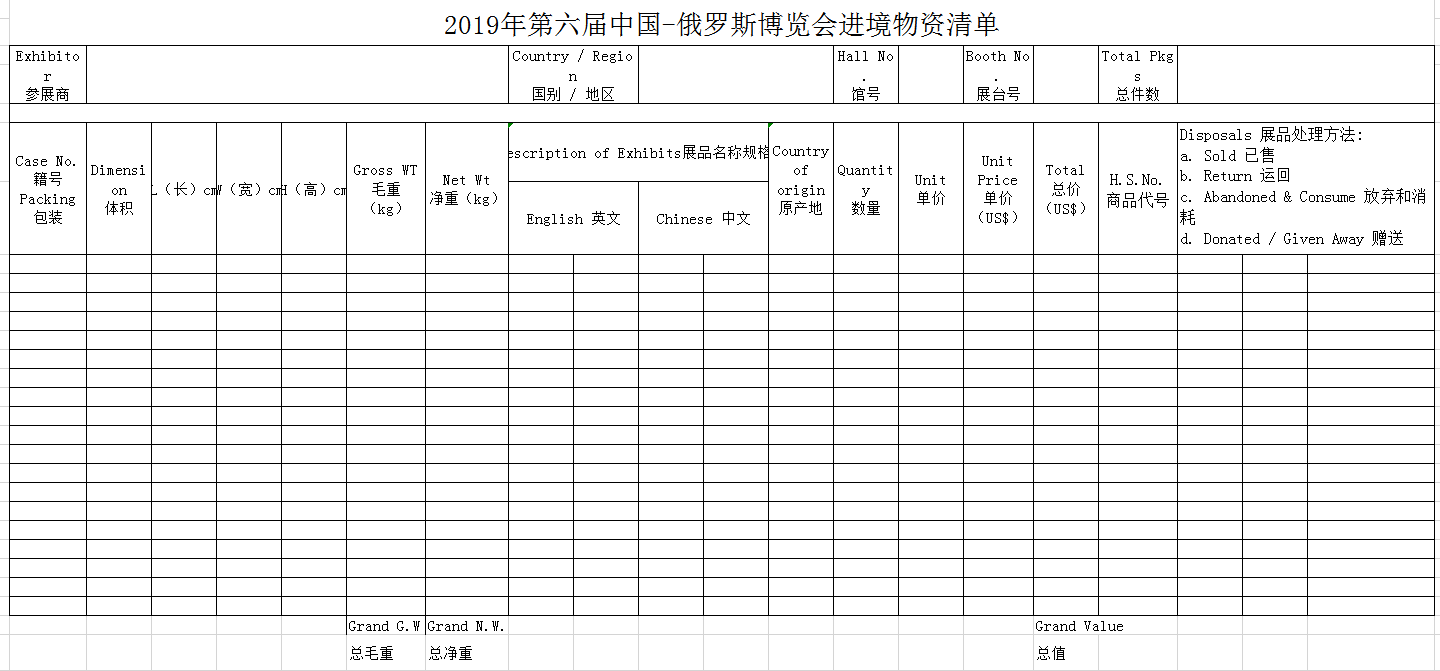 2019年第六届中国-俄罗斯博览会进境物资清单
Exhibito
r
参展商
Country / Regio
n
国别 / 地区
Hall No
.
馆号
Booth No
.
展台号
Total Pkg
s
总件数
Case No.
籍号
Packing
包装
Dimensi
on
体积
L（长）cm
W（宽）cm
H（高）cm
Gross WT
毛重
（kg）
Net Wt
净重（kg）
escription of Exhibits展品名称规格
English 英文
Chinese 中文
Country
of
origin
原产地
Quantit
y
数量
Unit
单价
Unit
Price
单价
（US$）
Total
总价
（US$）
H.S.No.
商品代号
Disposals 展品处理方法:
a. Sold 已售
b. Return 运回
c. Abandoned & Consume 放弃和消
耗
d. Donated / Given Away 赠送
Grand G.W
Grand N.W.
Grand Value
总毛重
总净重
总值